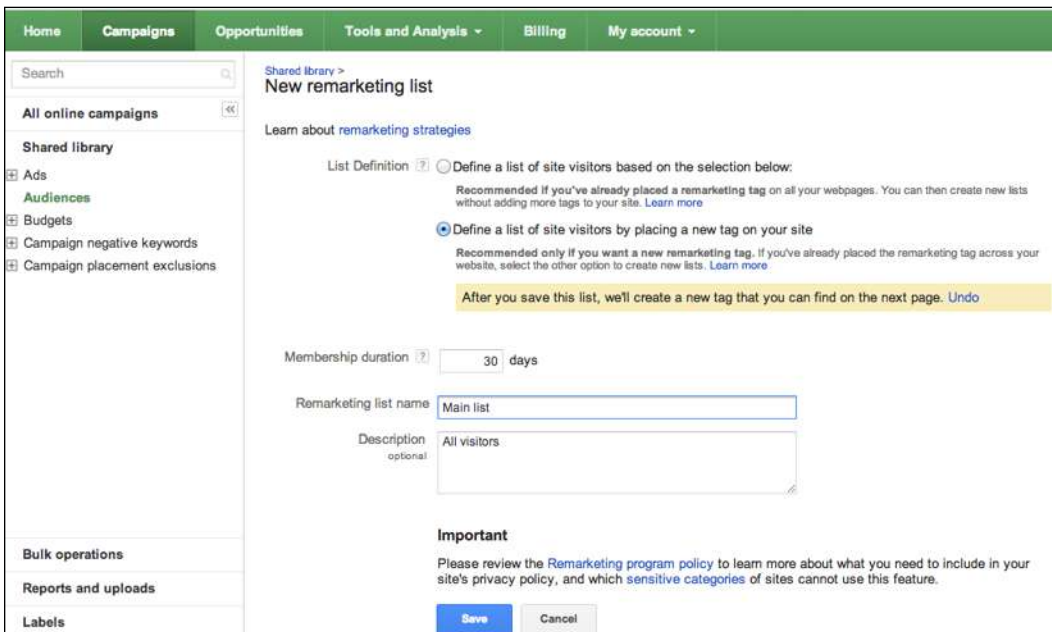 Home Campaigns Opportunities Tools and Analysis Billing My account
Search
All online campaigns
Shared library
Ads
Audiences
Budgets
Campaign negative keywords
Campaign placement exclusions
Bulk operations
Reports and uploads
Labels
Shared library >
New remarketing list
Learn about remarketing strategies
List Definition ? Define a list of site visitors based on the selection below:
Recommended if you've already placed a remarketing tag on all your webpages. You can then create new lists
without adding more tags to your site. Learn more
Define a list of site visitors by placing a new tag on your site
Recommended only if you want a new remarketing tag. If you've already placed the remarketing tag across your
website, select the other option to create new lists. Learn more
After you save this list, we'll create a new tag that you can find on the next page. Undo
Membership duration ? 30 days
Remarketing list name Main list
Description All visitors
optional
Important
Please review the Remarketing program policy to learn more about what you need to include in your
site's privacy policy, and which sensitive categories of sites cannot use this feature.
Save Cancel